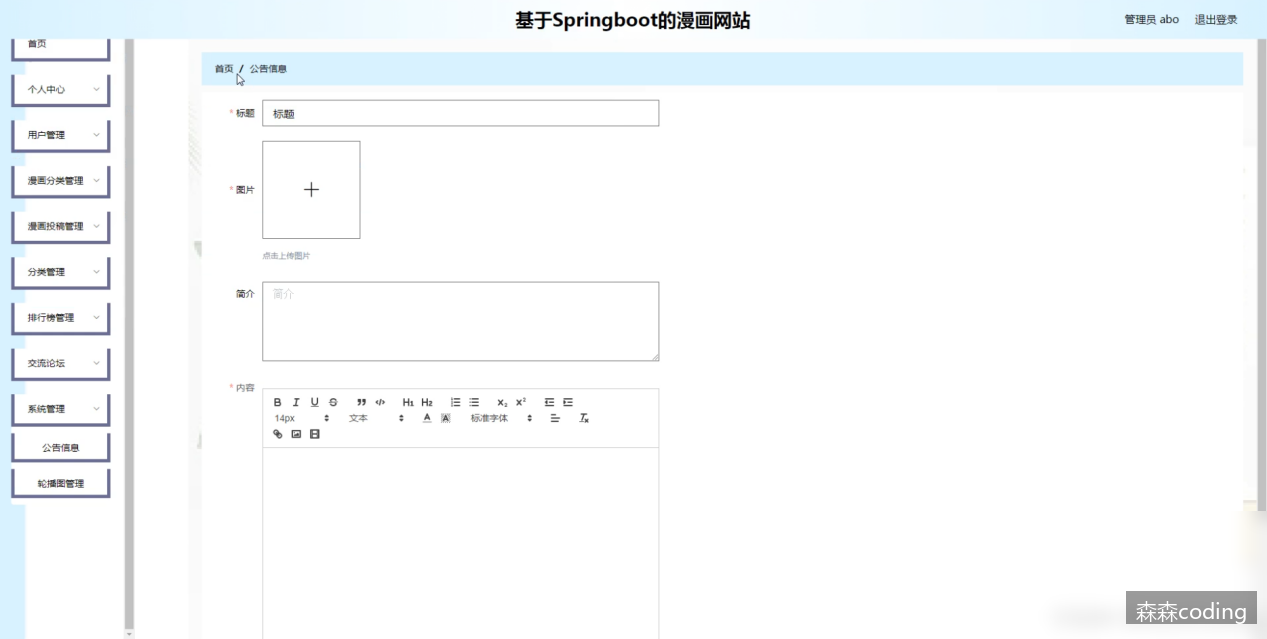 基于Springboot的漫画网站
管理员 abo 退出登录
首页
个人中心
用户管理
漫画分类管理
漫画投稿管理
分类管理
排行榜管理
交流论坛
系统管理
公告信息
轮播图管理
首页 / 公告信息
* 标题 标题
* 图片
点击上传图片
简介 简介
* 内容
B I U S ” </> H1 H2 X₂ X²
14px 文本 A A 标准字体 Tx
森森coding